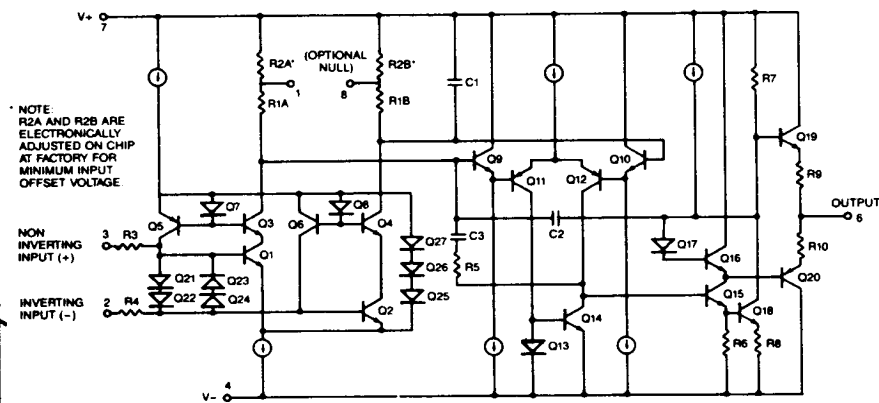 V+
7
R2A*
(OPTIONAL
NULL)
R2B*
1
8
R1A
R1B
C1
R7
* NOTE:
R2A AND R2B ARE
ELECTRONICALLY
ADJUSTED ON CHIP
AT FACTORY FOR
MINIMUM INPUT
OFFSET VOLTAGE.
Q9
Q10
Q19
Q11
Q12
R9
Q5
Q7
Q3
Q6
Q8
Q4
OUTPUT
6
NON
INVERTING
INPUT (+)
3
R3
Q1
Q27
C3
C2
Q17
Q16
R10
Q21
Q23
Q26
R5
Q20
Q22
Q24
Q25
INVERTING
INPUT (-)
2
R4
Q2
Q15
Q14
Q18
Q13
R6
R8
V-
4